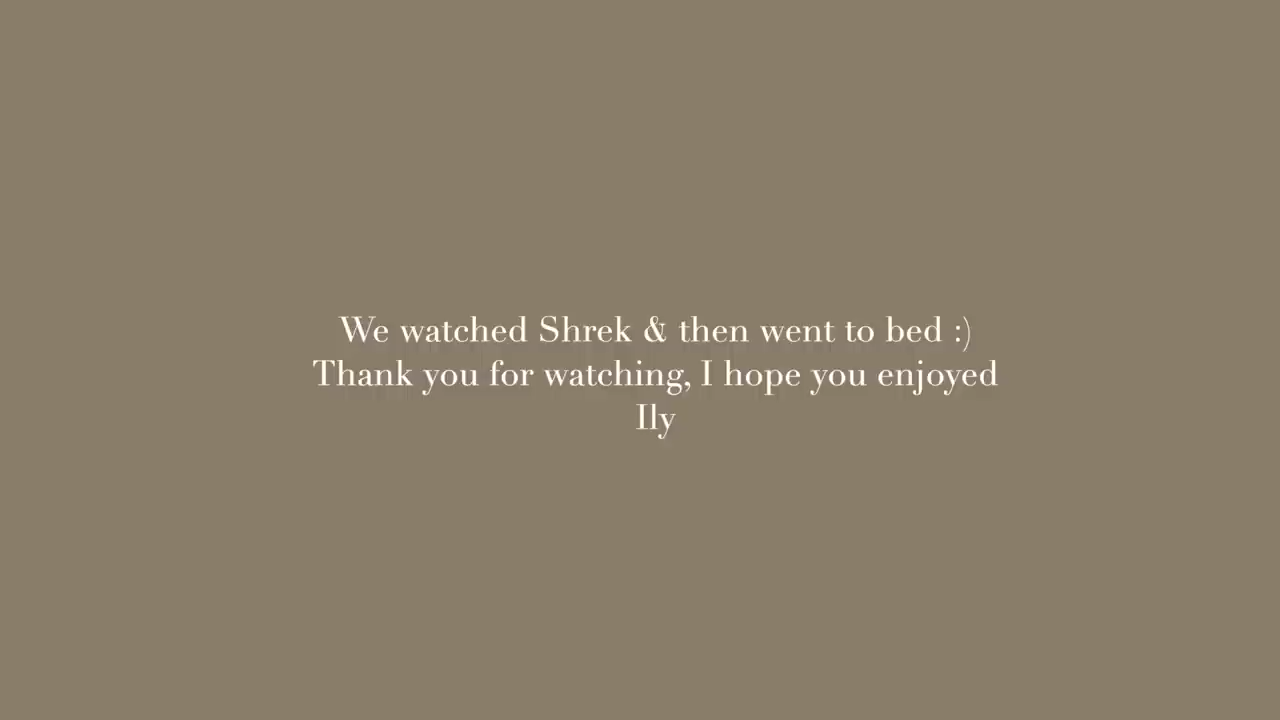 We watched Shrek & then went to bed :)
Thank you for watching, I hope you enjoyed
Ily